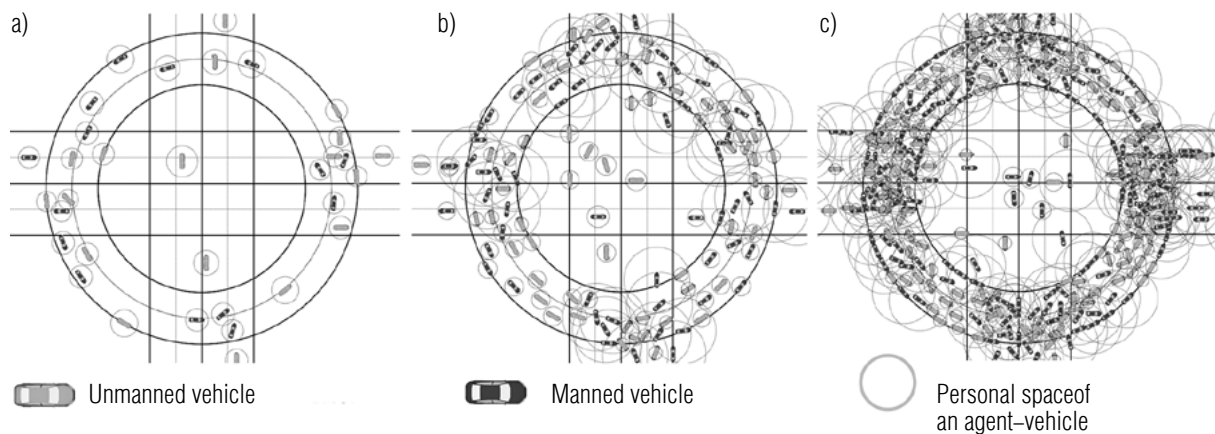 a)
b)
c)
Unmanned vehicle
Manned vehicle
Personal spaceof
an agent–vehicle